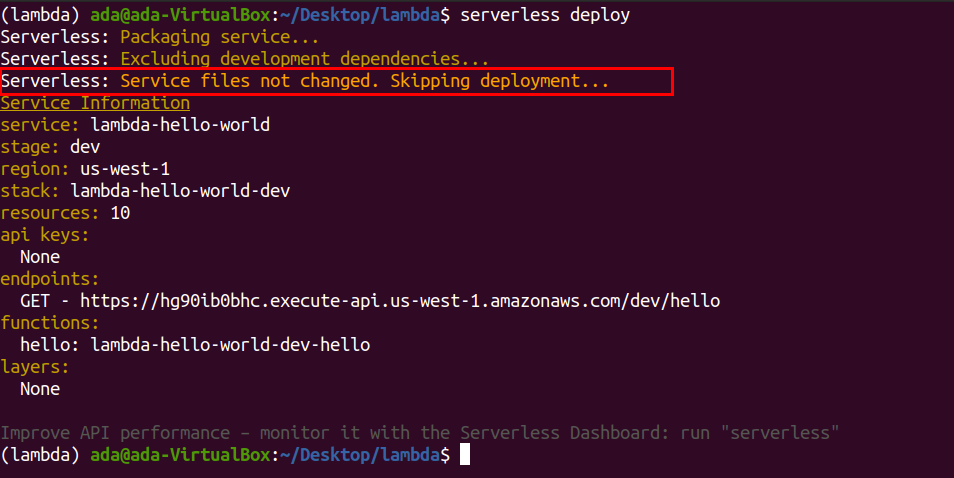 (lambda) ada@ada-VirtualBox:~/Desktop/lambda$ serverless deploy
Serverless: Packaging service...
Serverless: Excluding development dependencies...
Serverless: Service files not changed. Skipping deployment...
Service Information
service: lambda-hello-world
stage: dev
region: us-west-1
stack: lambda-hello-world-dev
resources: 10
api keys:
  None
endpoints:
  GET - https://hg90ib0bhc.execute-api.us-west-1.amazonaws.com/dev/hello
functions:
  hello: lambda-hello-world-dev-hello
layers:
  None
Improve API performance – monitor it with the Serverless Dashboard: run "serverless"
(lambda) ada@ada-VirtualBox:~/Desktop/lambda$